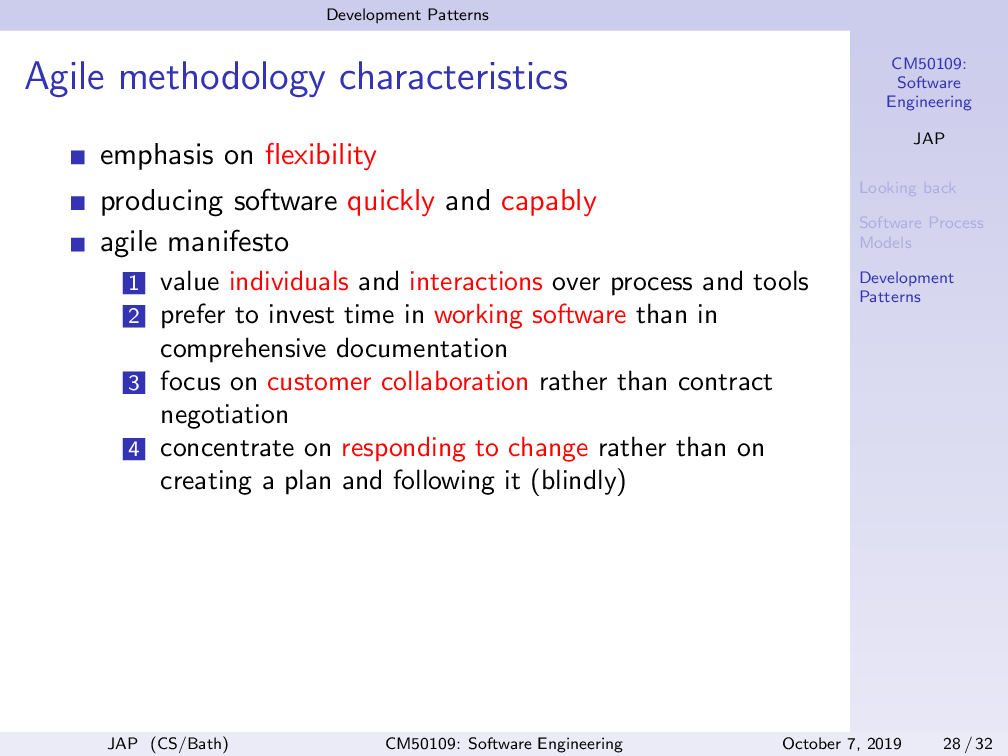 Development Patterns
Agile methodology characteristics
emphasis on flexibility
producing software quickly and capably
agile manifesto
1 value individuals and interactions over process and tools
2 prefer to invest time in working software than in
comprehensive documentation
3 focus on customer collaboration rather than contract
negotiation
4 concentrate on responding to change rather than on
creating a plan and following it (blindly)
CM50109:
Software
Engineering
JAP
Looking back
Software Process
Models
Development
Patterns
JAP (CS/Bath)
CM50109: Software Engineering
October 7, 2019
28 / 32